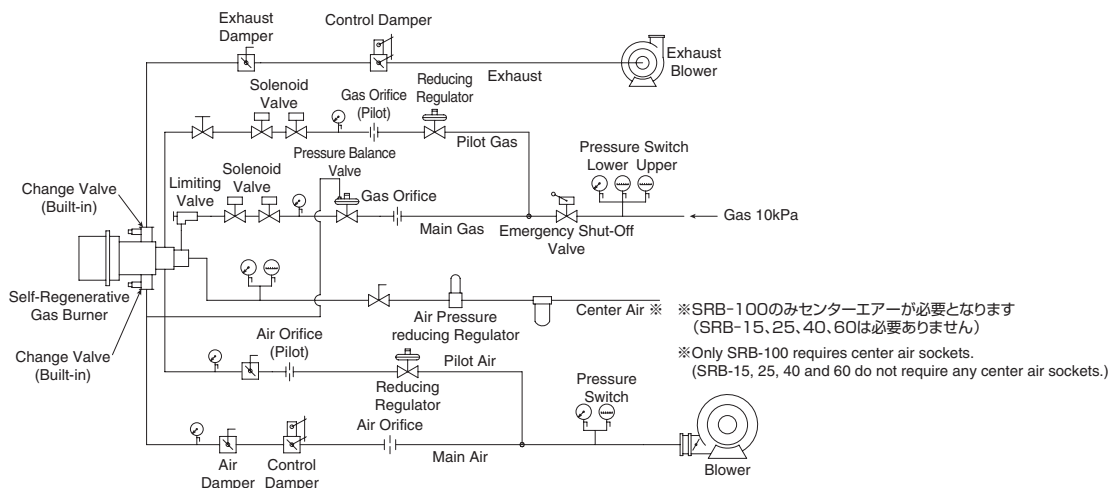 Exhaust
Damper
Control Damper
Exhaust
Exhaust
Blower
Solenoid
Valve
Gas Orifice
(Pilot)
Reducing
Regulator
Pilot Gas
Pressure Balance
Valve
Pressure Switch
Lower Upper
Change Valve
(Built-in)
Limiting
Valve
Solenoid
Valve
Gas Orifice
Main Gas
Emergency Shut-Off
Valve
Gas 10kPa
Self-Regenerative
Gas Burner
Air Pressure
reducing Regulator
Center Air ※
※SRB-100のみセンターエアーが必要となります
（SRB-15、25、40、60は必要ありません）
※Only SRB-100 requires center air sockets.
(SRB-15, 25, 40 and 60 do not require any center air sockets.)
Change Valve
(Built-in)
Air Orifice
(Pilot)
Pilot Air
Reducing
Regulator
Pressure
Switch
Air Orifice
Main Air
Air
Damper
Control
Damper
Blower